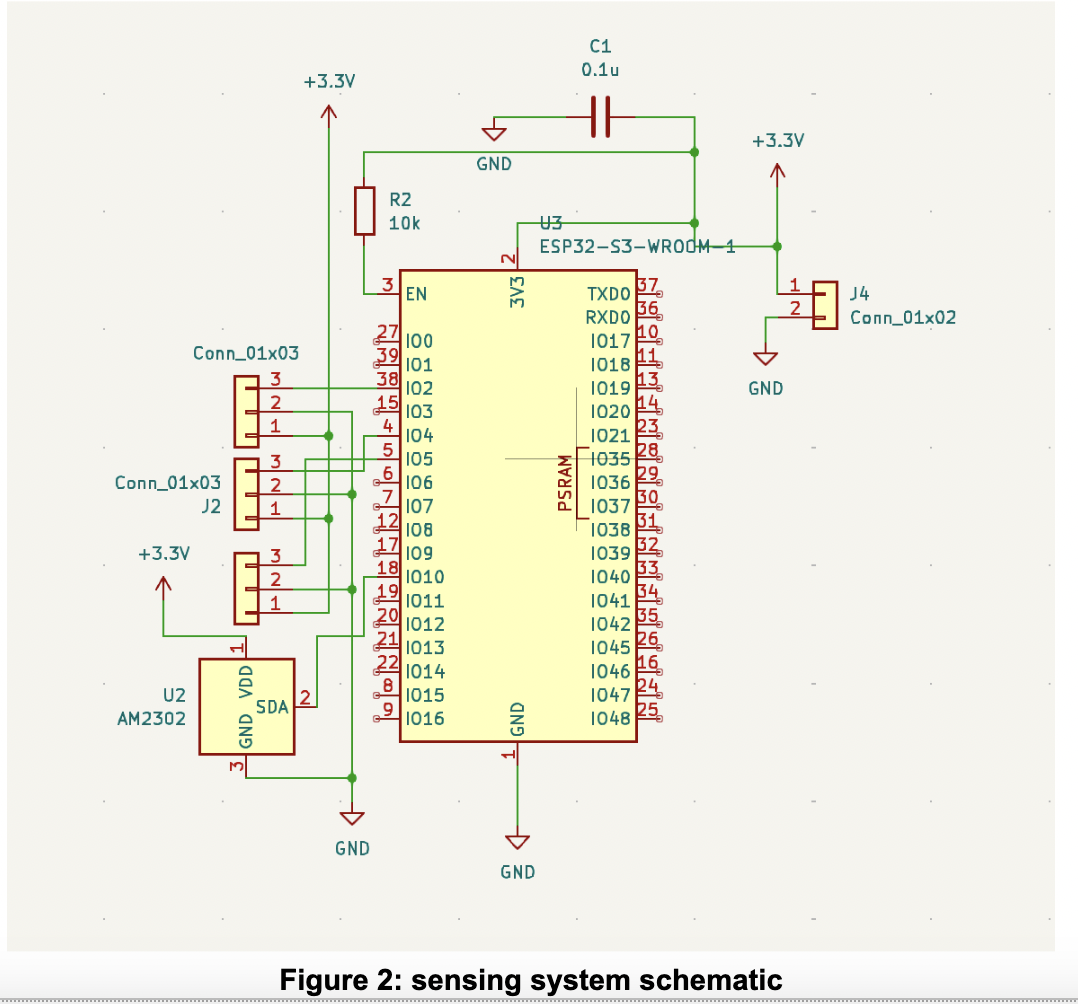 C1
0.1u
+3.3V
GND
+3.3V
R2
10k
U3
ESP32-S3-WROOM-1
2
3V3
3 EN
TXD0 37
RXD0 36
1 J4
2 Conn_01x02
GND
27 IO0
IO17 10
Conn_01x03
39 IO1
IO18 11
3
38 IO2
IO19 13
2
15 IO3
IO20 14
1
4 IO4
IO21 23
3
5 IO5
IO35 28
Conn_01x03
J2
2
6 IO6
IO36 29
1
7 IO7
IO37 30
PSRAM
12 IO8
IO38 31
17 IO9
IO39 32
+3.3V
3
18 IO10
IO40 33
2
19 IO11
IO41 34
1
20 IO12
IO42 35
21 IO13
IO45 26
22 IO14
IO46 16
8 IO15
IO47 24
9 IO16
IO48 25
1
VDD
U2
AM2302
SDA 2
GND
3
GND
1
GND
GND
Figure 2: sensing system schematic